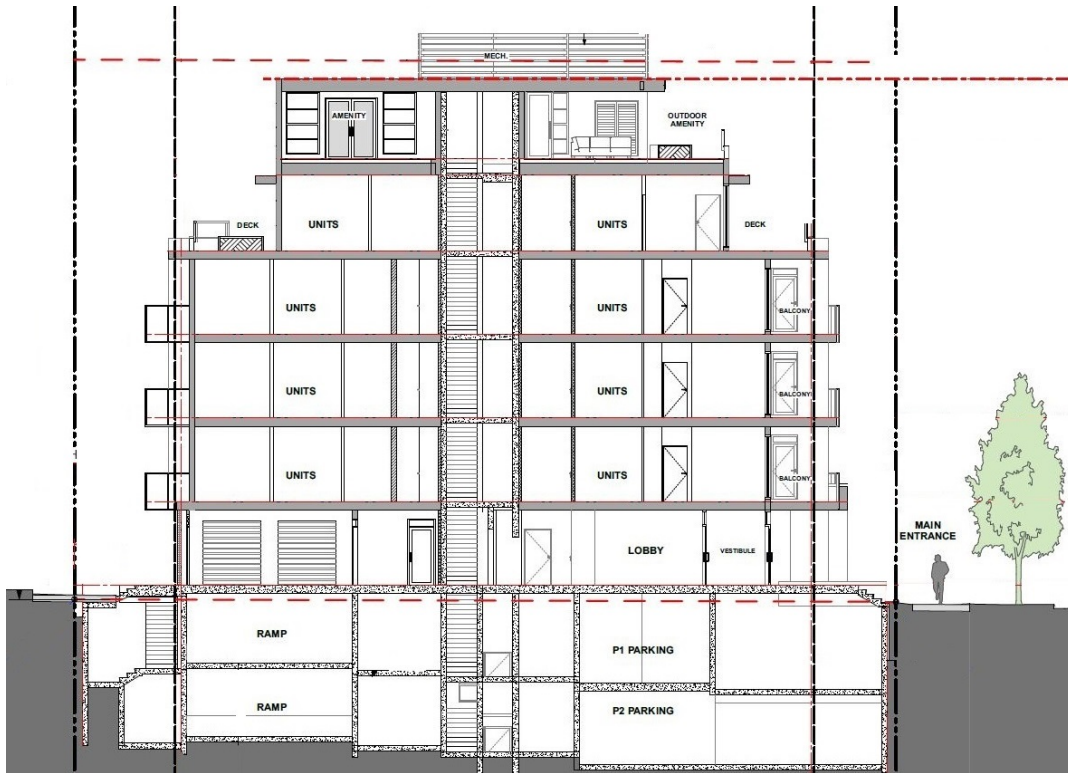 MECH.
AMENITY
OUTDOOR
AMENITY
DECK
UNITS
UNITS
DECK
UNITS
UNITS
BALCONY
UNITS
UNITS
BALCONY
UNITS
UNITS
BALCONY
LOBBY
VESTIBULE
MAIN
ENTRANCE
RAMP
P1 PARKING
RAMP
P2 PARKING